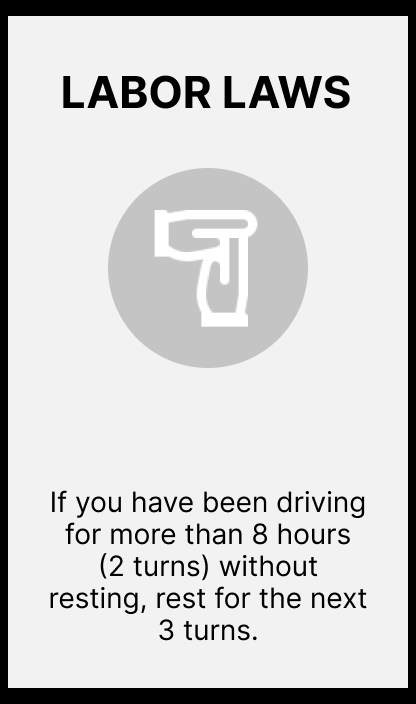 LABOR LAWS
If you have been driving
for more than 8 hours
(2 turns) without
resting, rest for the next
3 turns.